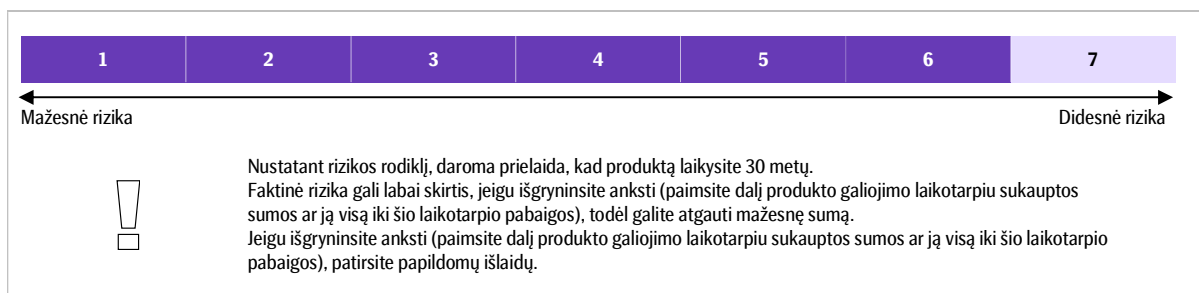 1 2 3 4 5 6 7
Mažesnė rizika Didesnė rizika
Nustatant rizikos rodiklį, daroma prielaida, kad produktą laikysite 30 metų.
Faktinė rizika gali labai skirtis, jeigu išgryninsite anksti (paimsite dalį produkto galiojimo laikotarpiu sukauptos
sumos ar ją visą iki šio laikotarpio pabaigos), todėl galite atgauti mažesnę sumą.
Jeigu išgryninsite anksti (paimsite dalį produkto galiojimo laikotarpiu sukauptos sumos ar ją visą iki šio laikotarpio
pabaigos), patirsite papildomų išlaidų.